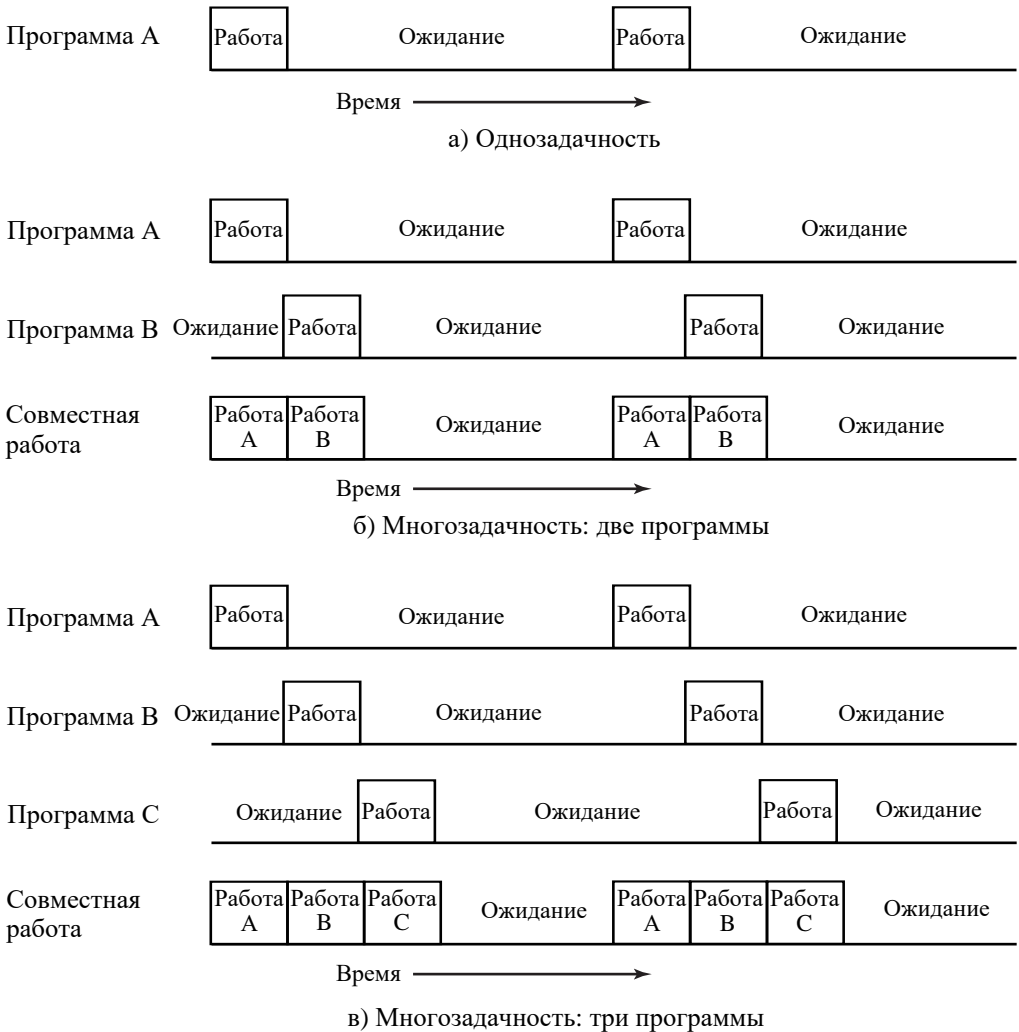 Программа A Работа Ожидание Работа Ожидание
Время
а) Однозадачность
Программа A Работа Ожидание Работа Ожидание
Программа B Ожидание Работа Ожидание Работа Ожидание
Совместная работа Работа A Работа B Ожидание Работа A Работа B Ожидание
Время
б) Многозадачность: две программы
Программа A Работа Ожидание Работа Ожидание
Программа B Ожидание Работа Ожидание Работа Ожидание
Программа C Ожидание Работа Ожидание Работа Ожидание
Совместная работа Работа A Работа B Работа C Ожидание Работа A Работа B Работа C Ожидание
Время
в) Многозадачность: три программы